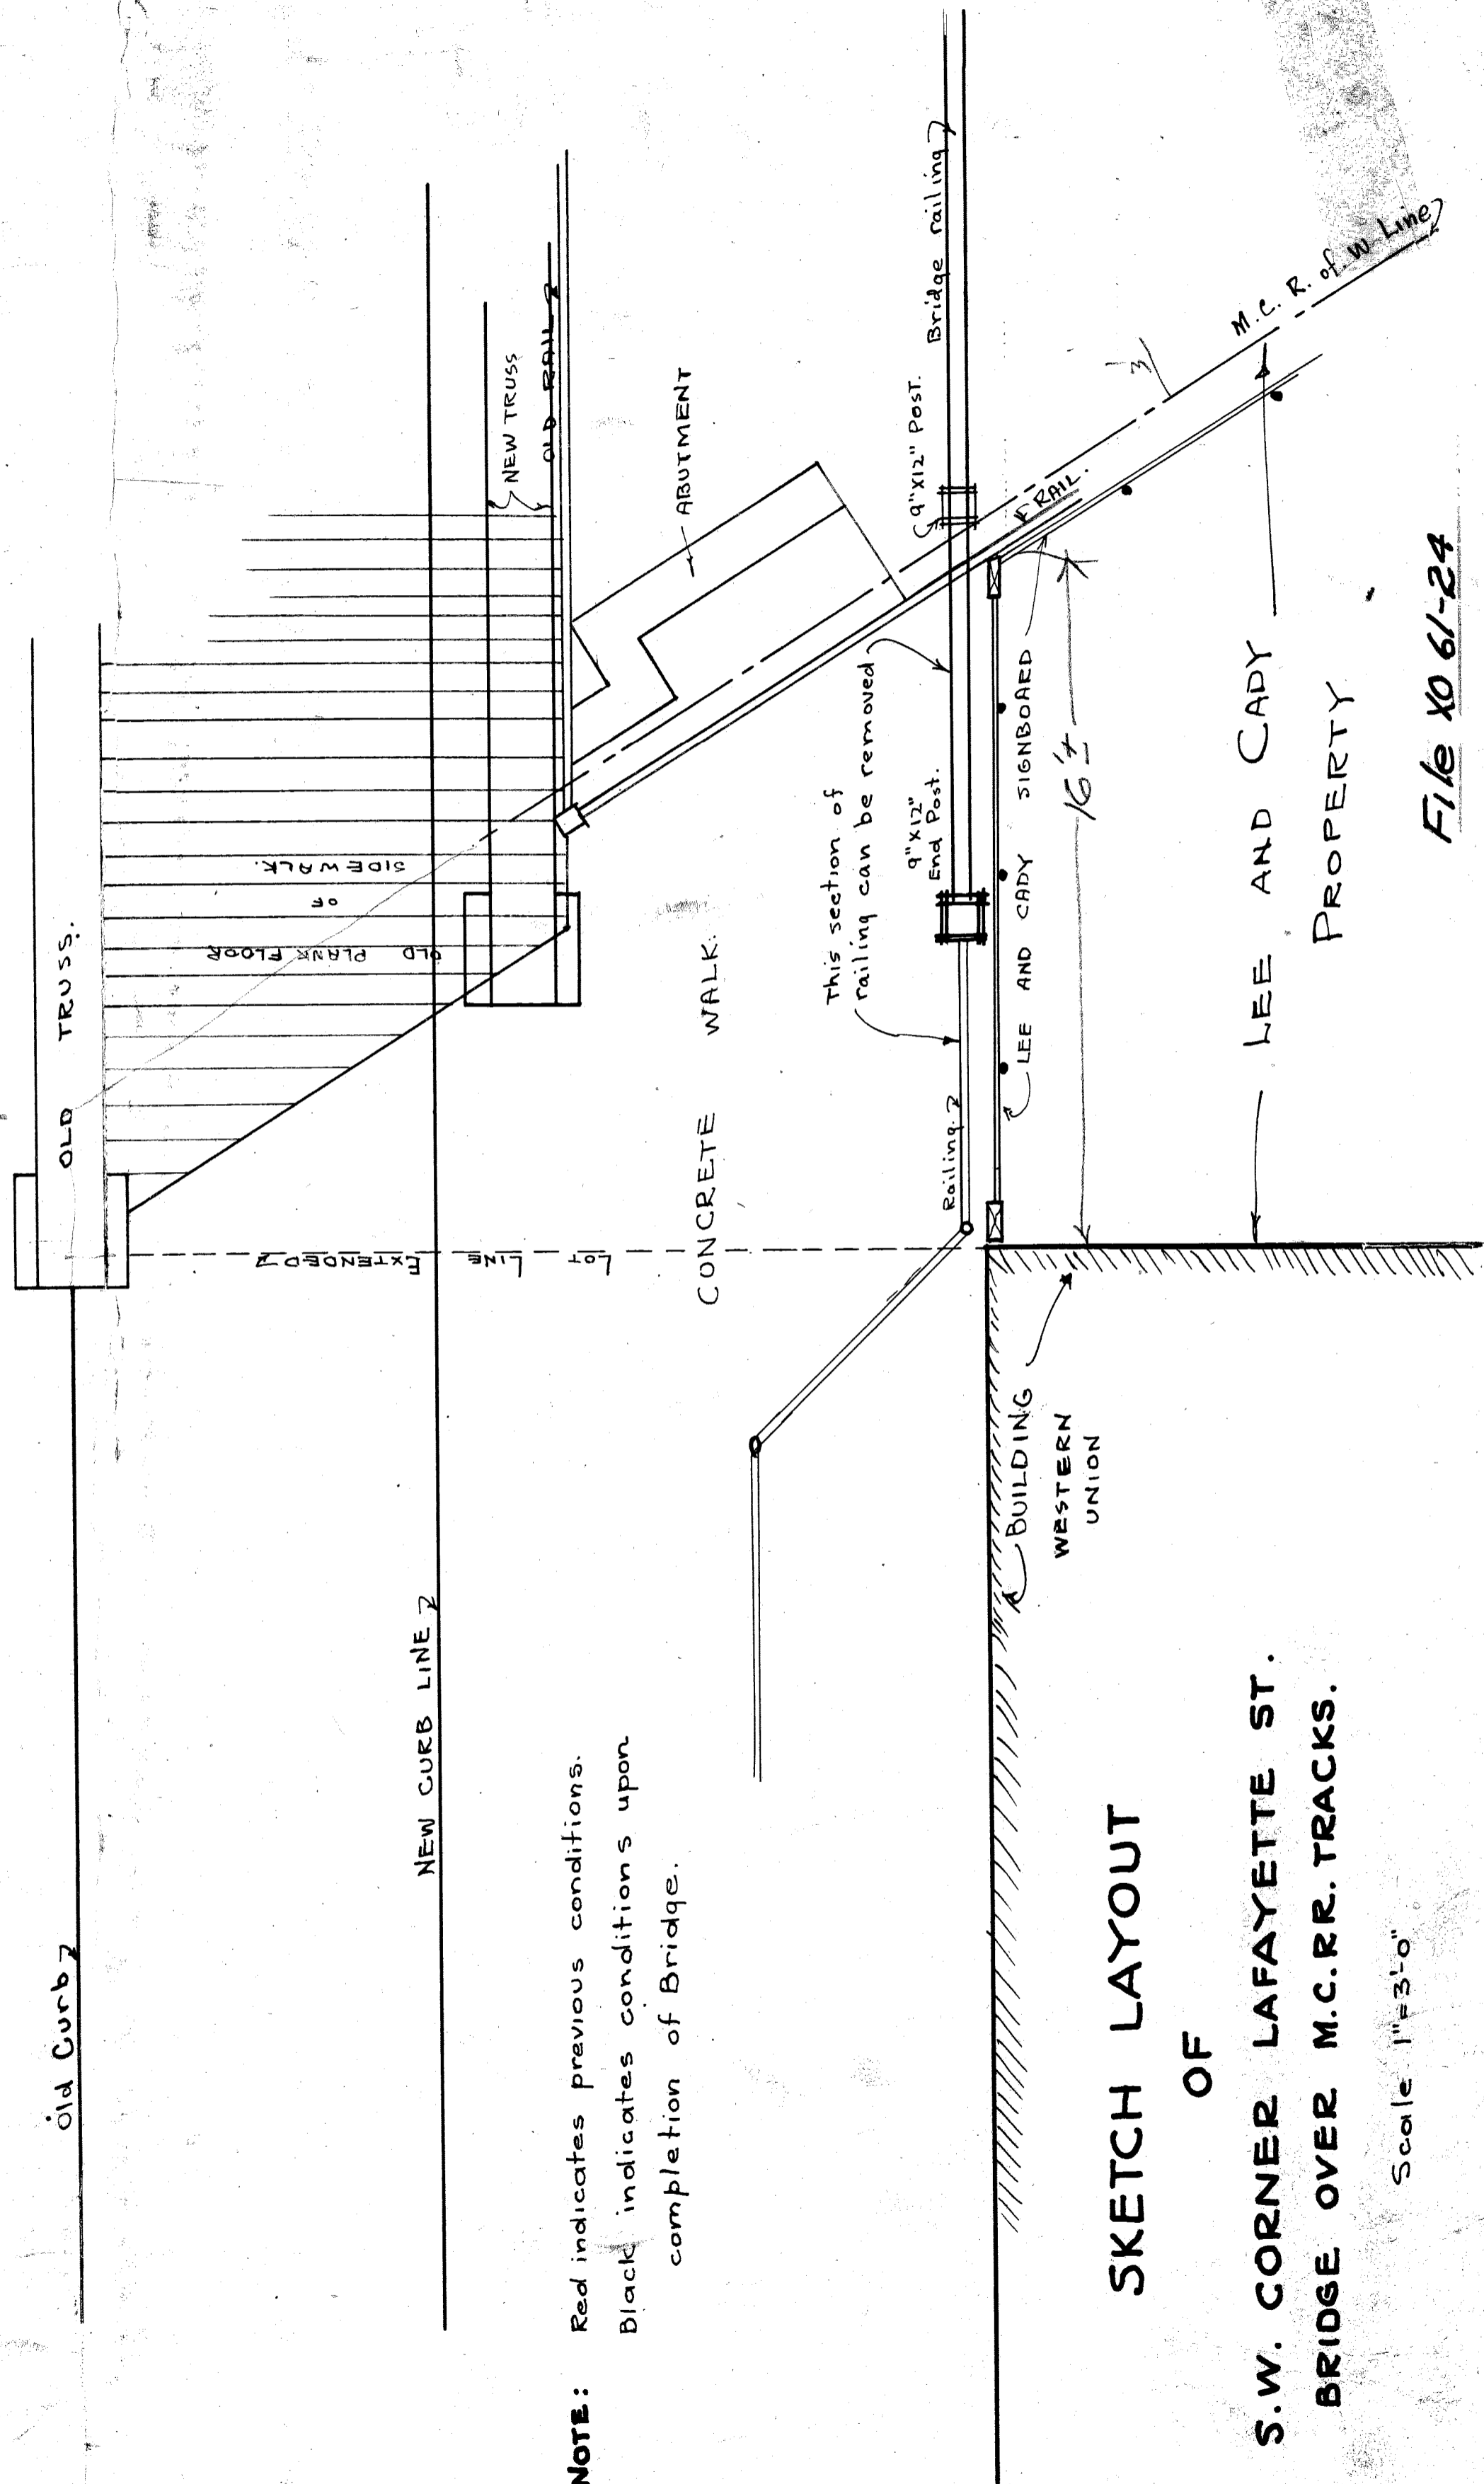 Old Curb
OLD TRUSS.
OLD PLANK FLOOR
OF
SIDEWALK.
LOT LINE EXTENDED
NEW CURB LINE
NEW TRUSS
OLD RAIL
ABUTMENT
NOTE: Red indicates previous conditions.
Black indicates conditions upon
completion of Bridge.
CONCRETE WALK.
This section of
railing can be removed
9"X12"
End Post.
9"X12" Post.
Bridge railing
Railing.
RAIL.
M.C. R. of W Line
1/3
LEE AND CADY SIGNBOARD
16'±
BUILDING
WESTERN
UNION
LEE AND CADY
PROPERTY
SKETCH LAYOUT
OF
S.W. CORNER LAFAYETTE ST.
BRIDGE OVER M.C.RR. TRACKS.
Scale 1"=3'-0"
File XO 61-24